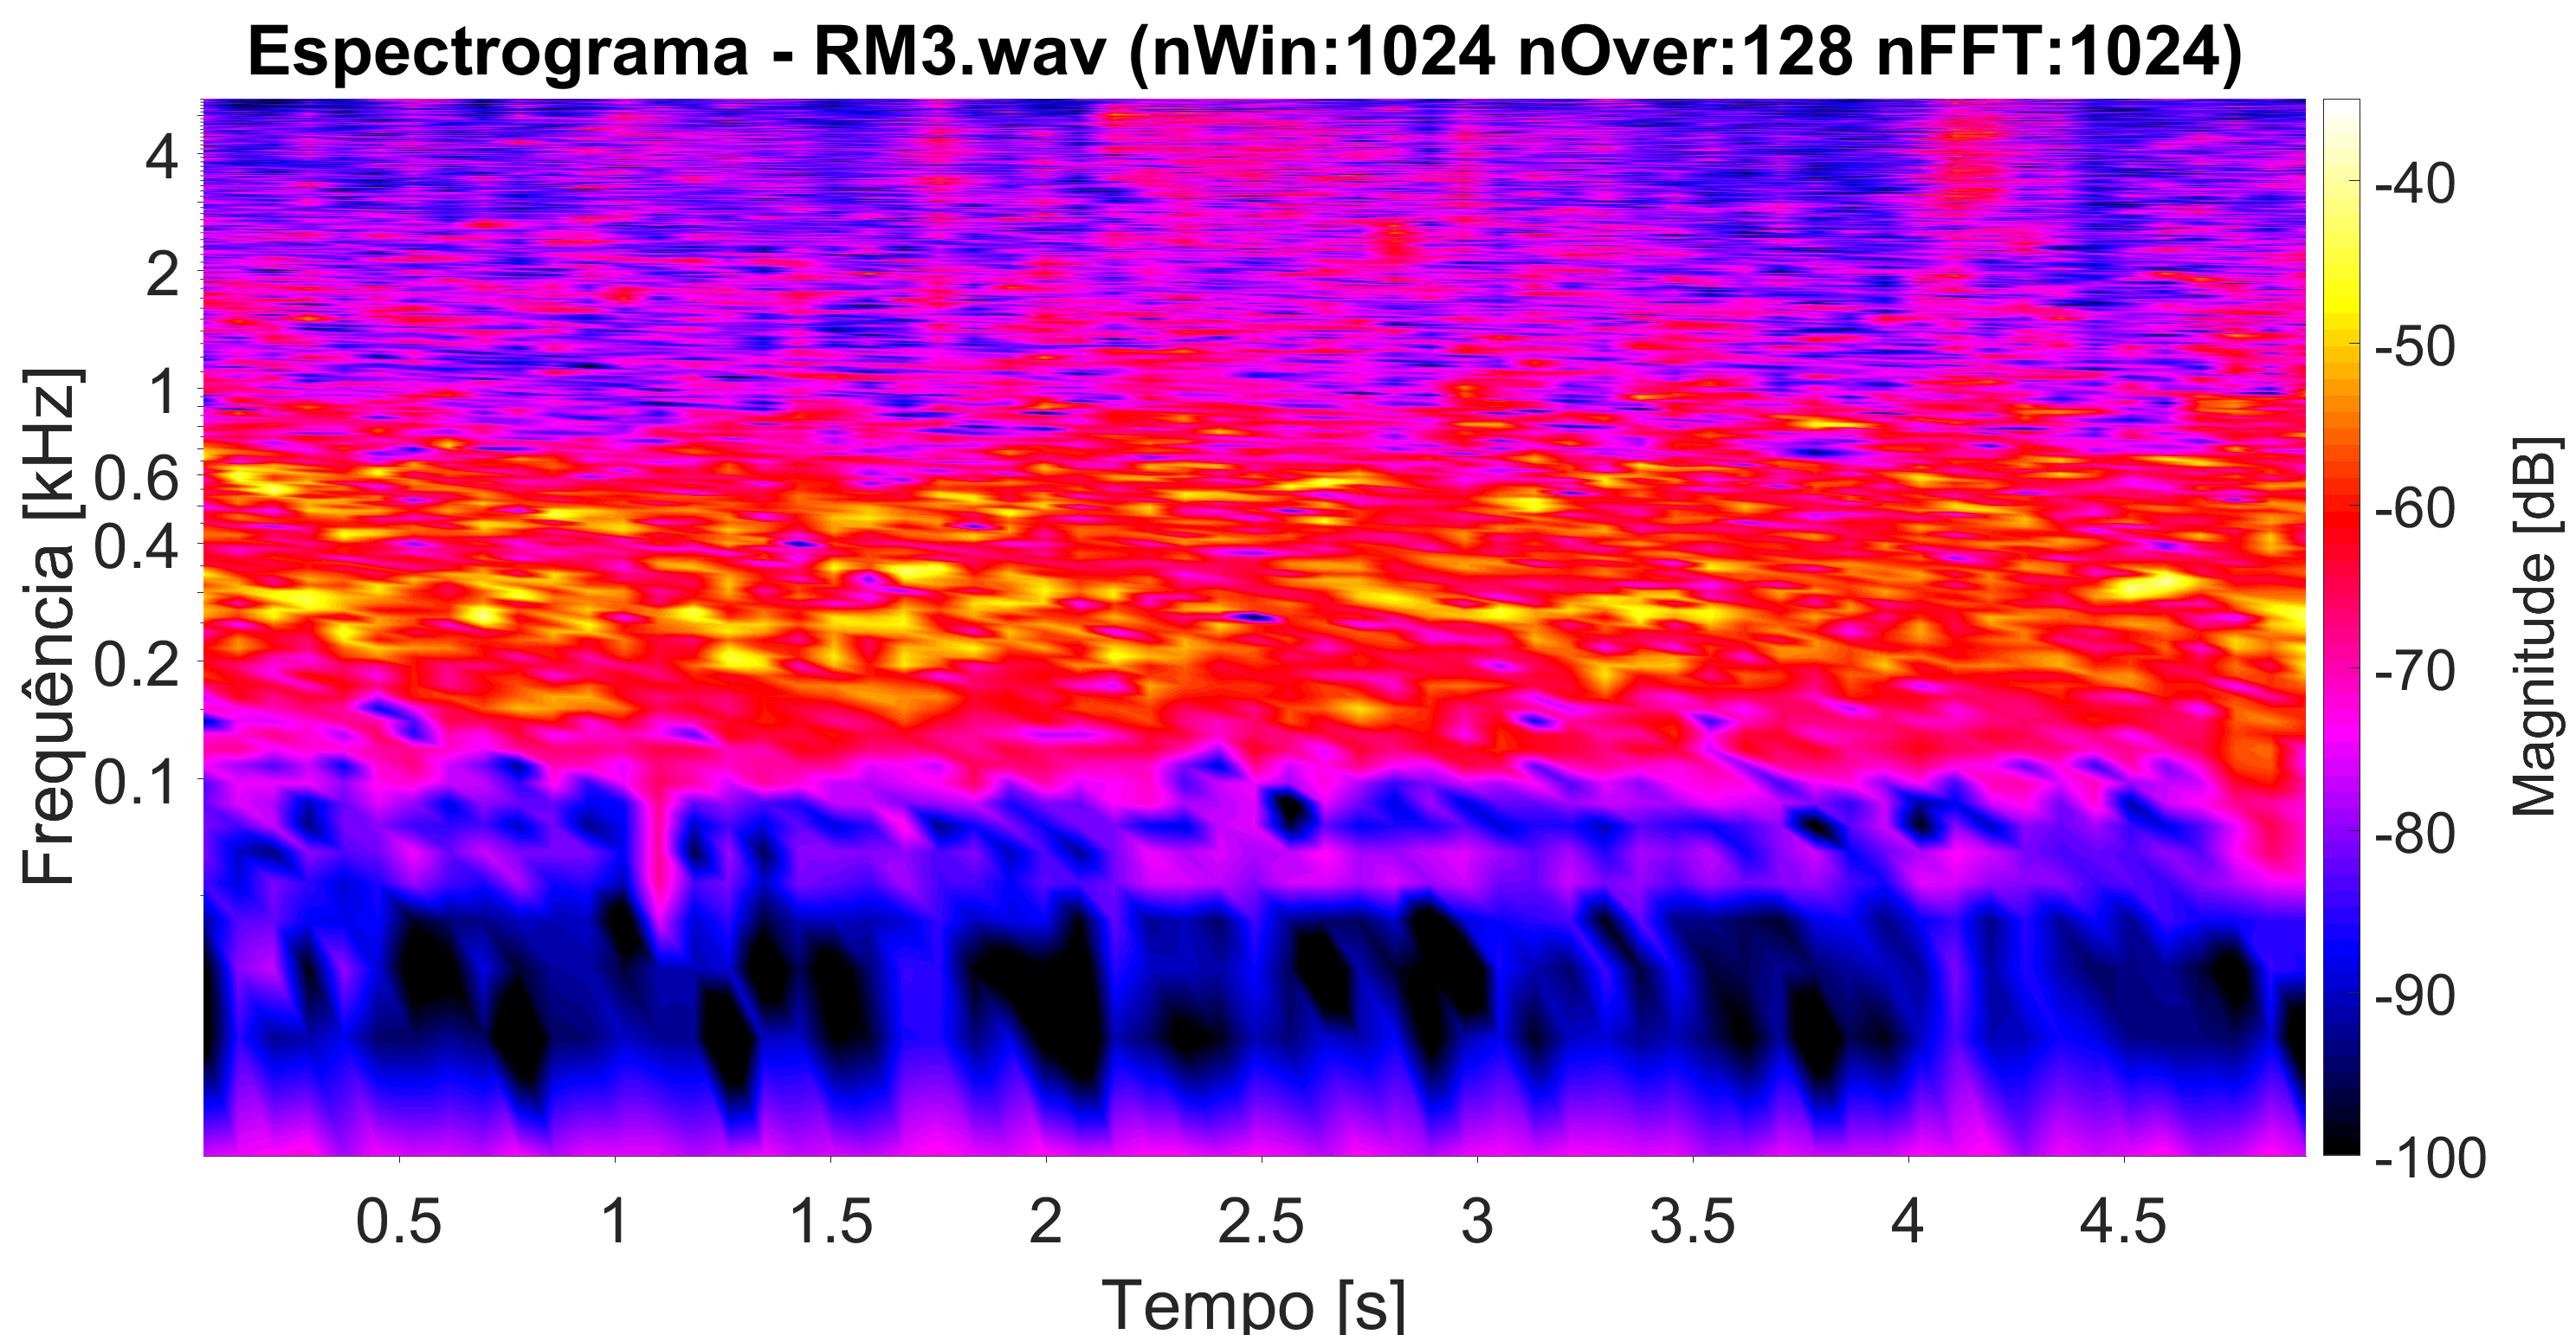 Espectrograma - RM3.wav (nWin:1024 nOver:128 nFFT:1024)
Frequência [kHz]
4
2
1
0.6
0.4
0.2
0.1
0.5 1 1.5 2 2.5 3 3.5 4 4.5
Tempo [s]
-40
-50
-60
-70
-80
-90
-100
Magnitude [dB]